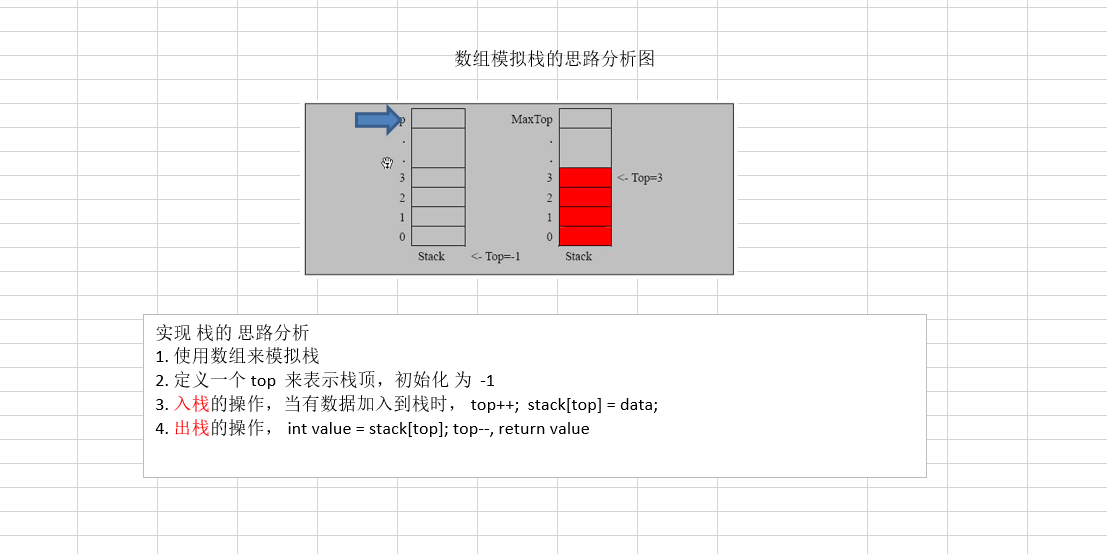 数组模拟栈的思路分析图
p
MaxTop
.
.
.
.
3
3
<- Top=3
2
2
1
1
0
0
Stack
<- Top=-1
Stack
实现 栈的 思路分析
1. 使用数组来模拟栈
2. 定义一个 top 来表示栈顶，初始化 为 -1
3. 入栈的操作，当有数据加入到栈时， top++; stack[top] = data;
4. 出栈的操作， int value = stack[top]; top--, return value